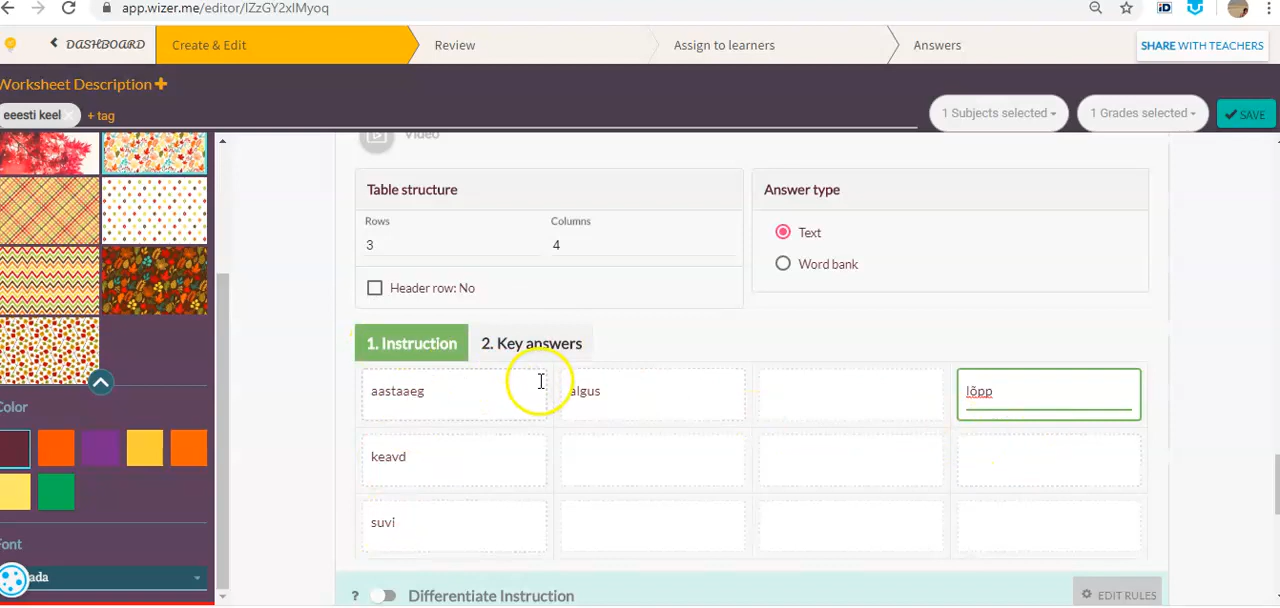 app.wizer.me/editor/IZzGY2xIMyoq
DASHBOARD
Create & Edit
Review
Assign to learners
Answers
SHARE WITH TEACHERS
Worksheet Description
eeesti keel
+ tag
1 Subjects selected
1 Grades selected
SAVE
Video
Table structure
Answer type
Rows
Columns
3
4
Text
Word bank
Header row: No
1. Instruction
2. Key answers
aastaaeg
algus
lõpp
keavd
suvi
Color
Font
? Differentiate Instruction
EDIT RULES